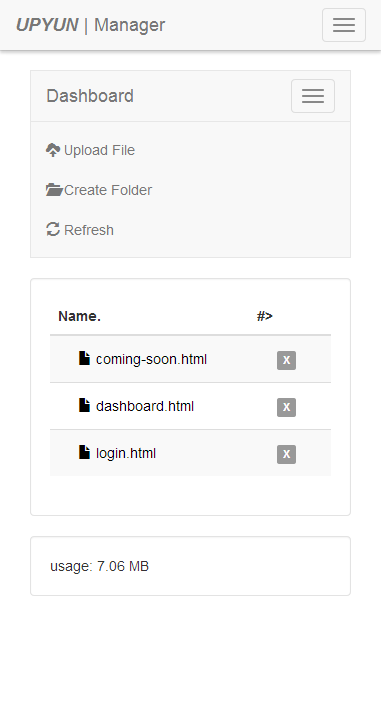 UPYUN | Manager
Dashboard
Upload File
Create Folder
Refresh
Name. #>
coming-soon.html X
dashboard.html X
login.html X
usage: 7.06 MB